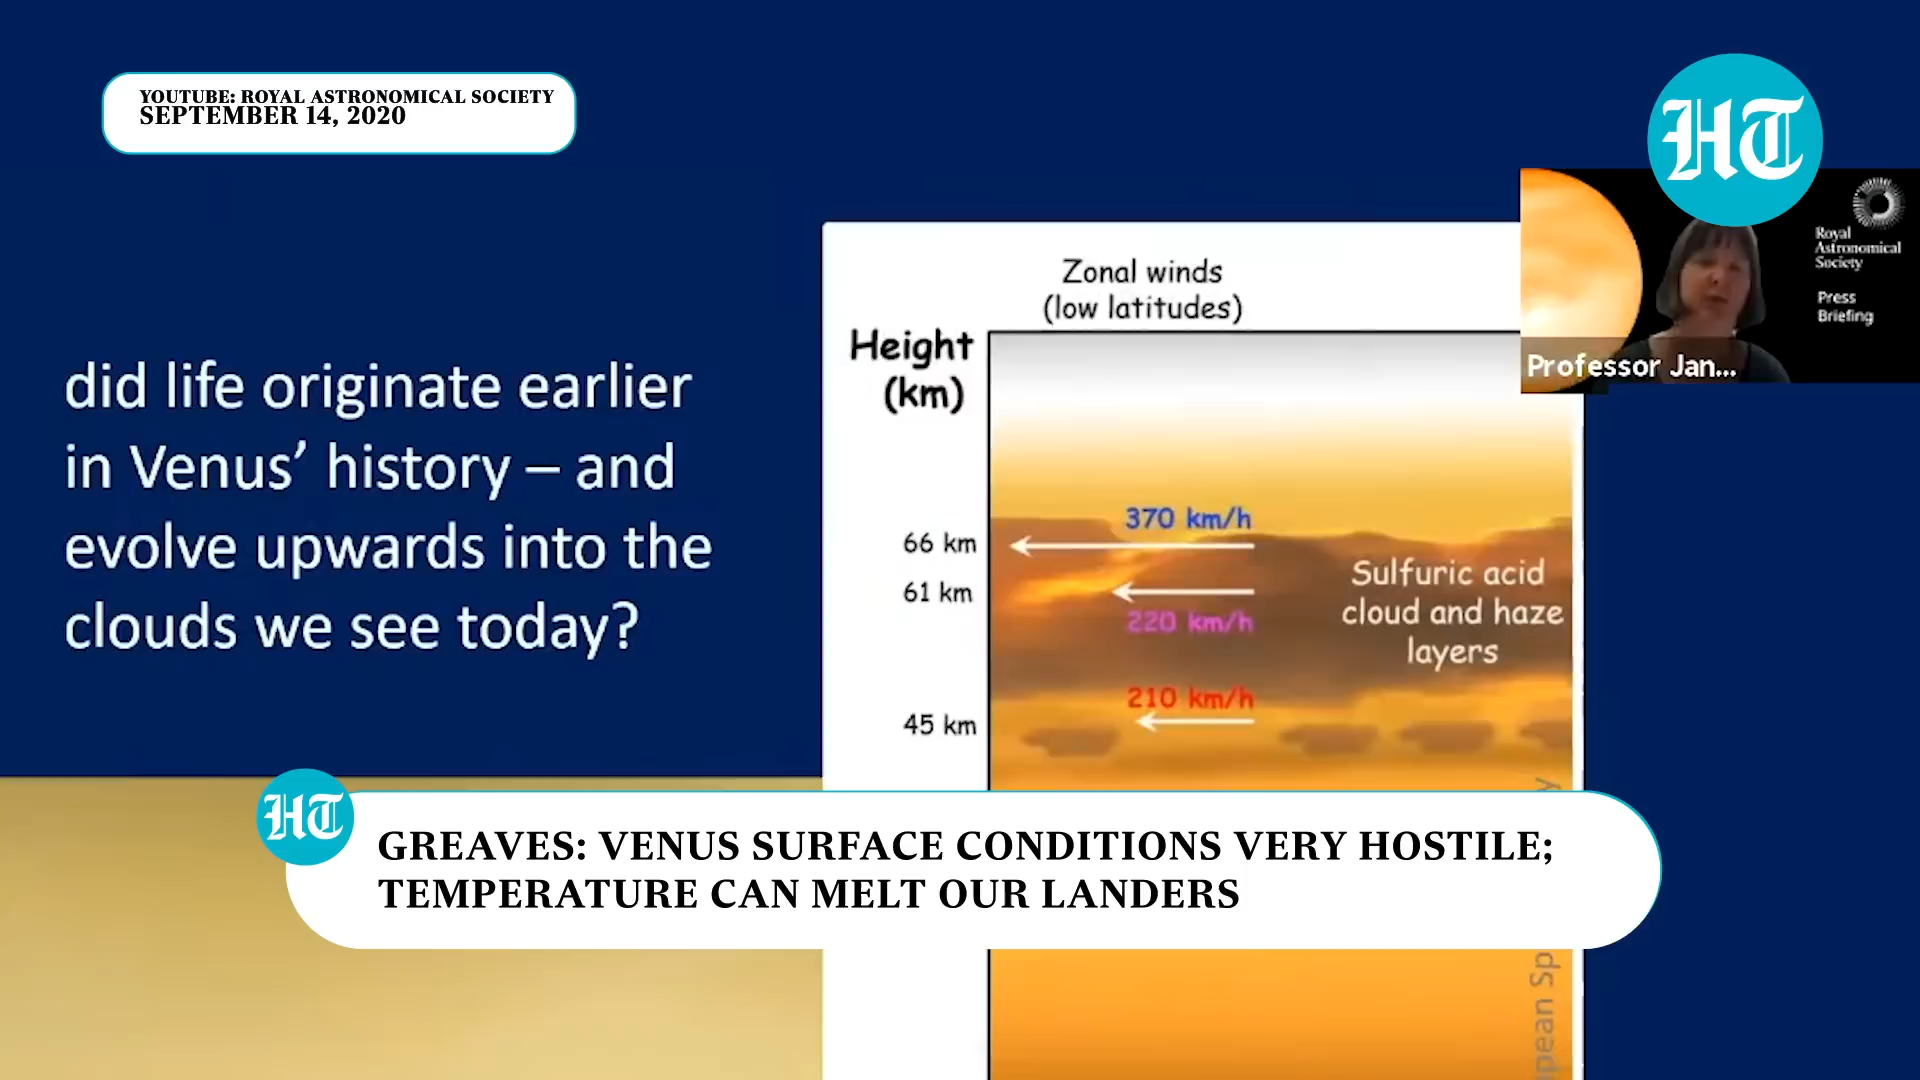 YOUTUBE: ROYAL ASTRONOMICAL SOCIETY
SEPTEMBER 14, 2020
HT
Royal
Astronomical
Society
Press
Briefing
Professor Jan...
did life originate earlier
in Venus’ history – and
evolve upwards into the
clouds we see today?
Zonal winds
(low latitudes)
Height
(km)
370 km/h
66 km
61 km
220 km/h
210 km/h
45 km
Sulfuric acid
cloud and haze
layers
HT
GREAVES: VENUS SURFACE CONDITIONS VERY HOSTILE;
TEMPERATURE CAN MELT OUR LANDERS